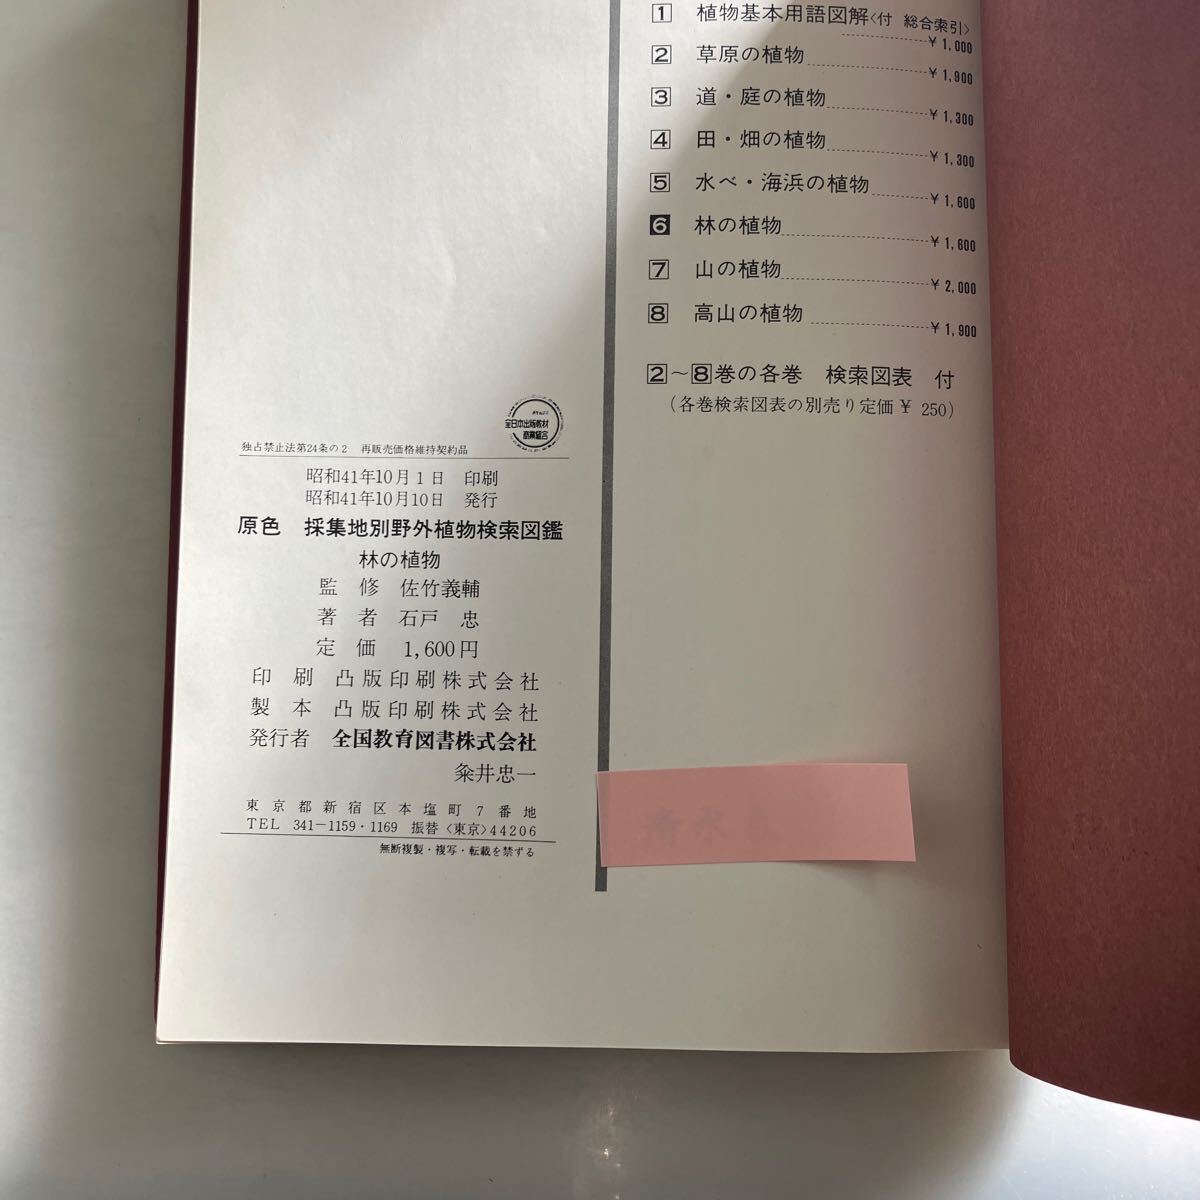 1 植物基本用語図解〈付 総合索引〉
¥1,000
2 草原の植物 ¥1,900
3 道・庭の植物 ¥1,300
4 田・畑の植物 ¥1,300
5 水べ・海浜の植物 ¥1,600
6 林の植物 ¥1,600
7 山の植物 ¥2,000
8 高山の植物 ¥1,900
2〜8巻の各巻 検索図表 付
(各巻検索図表の別売り定価¥ 250)
全日本出版教材
商業組合
独占禁止法第24条の2 再販売価格維持契約品
昭和41年10月1日 印刷
昭和41年10月10日 発行
原色 採集地別野外植物検索図鑑
林の植物
監修 佐竹義輔
著者 石戸 忠
定価 1,600円
印刷 凸版印刷株式会社
製本 凸版印刷株式会社
発行者 全国教育図書株式会社
粂井忠一
東京都新宿区本塩町7番地
TEL 341-1159・1169 振替〈東京〉44206
無断複製・複写・転載を禁ずる